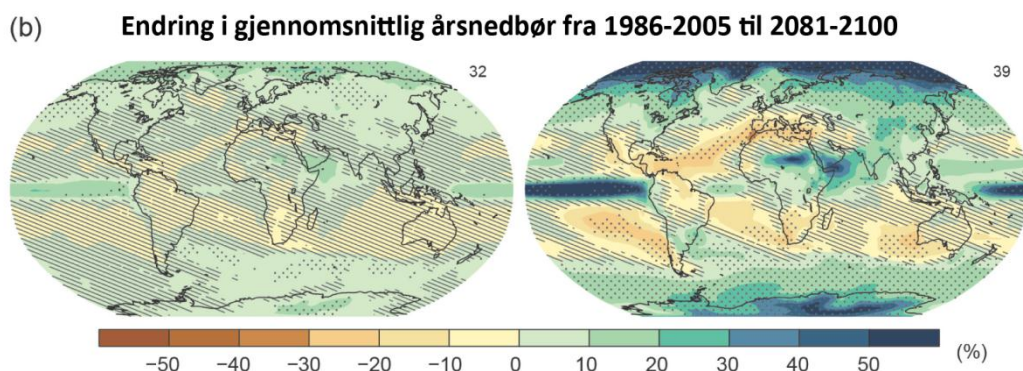 (b) Endring i gjennomsnittlig årsnedbør fra 1986-2005 til 2081-2100
32 39
−50 −40 −30 −20 −10 0 10 20 30 40 50 (%)